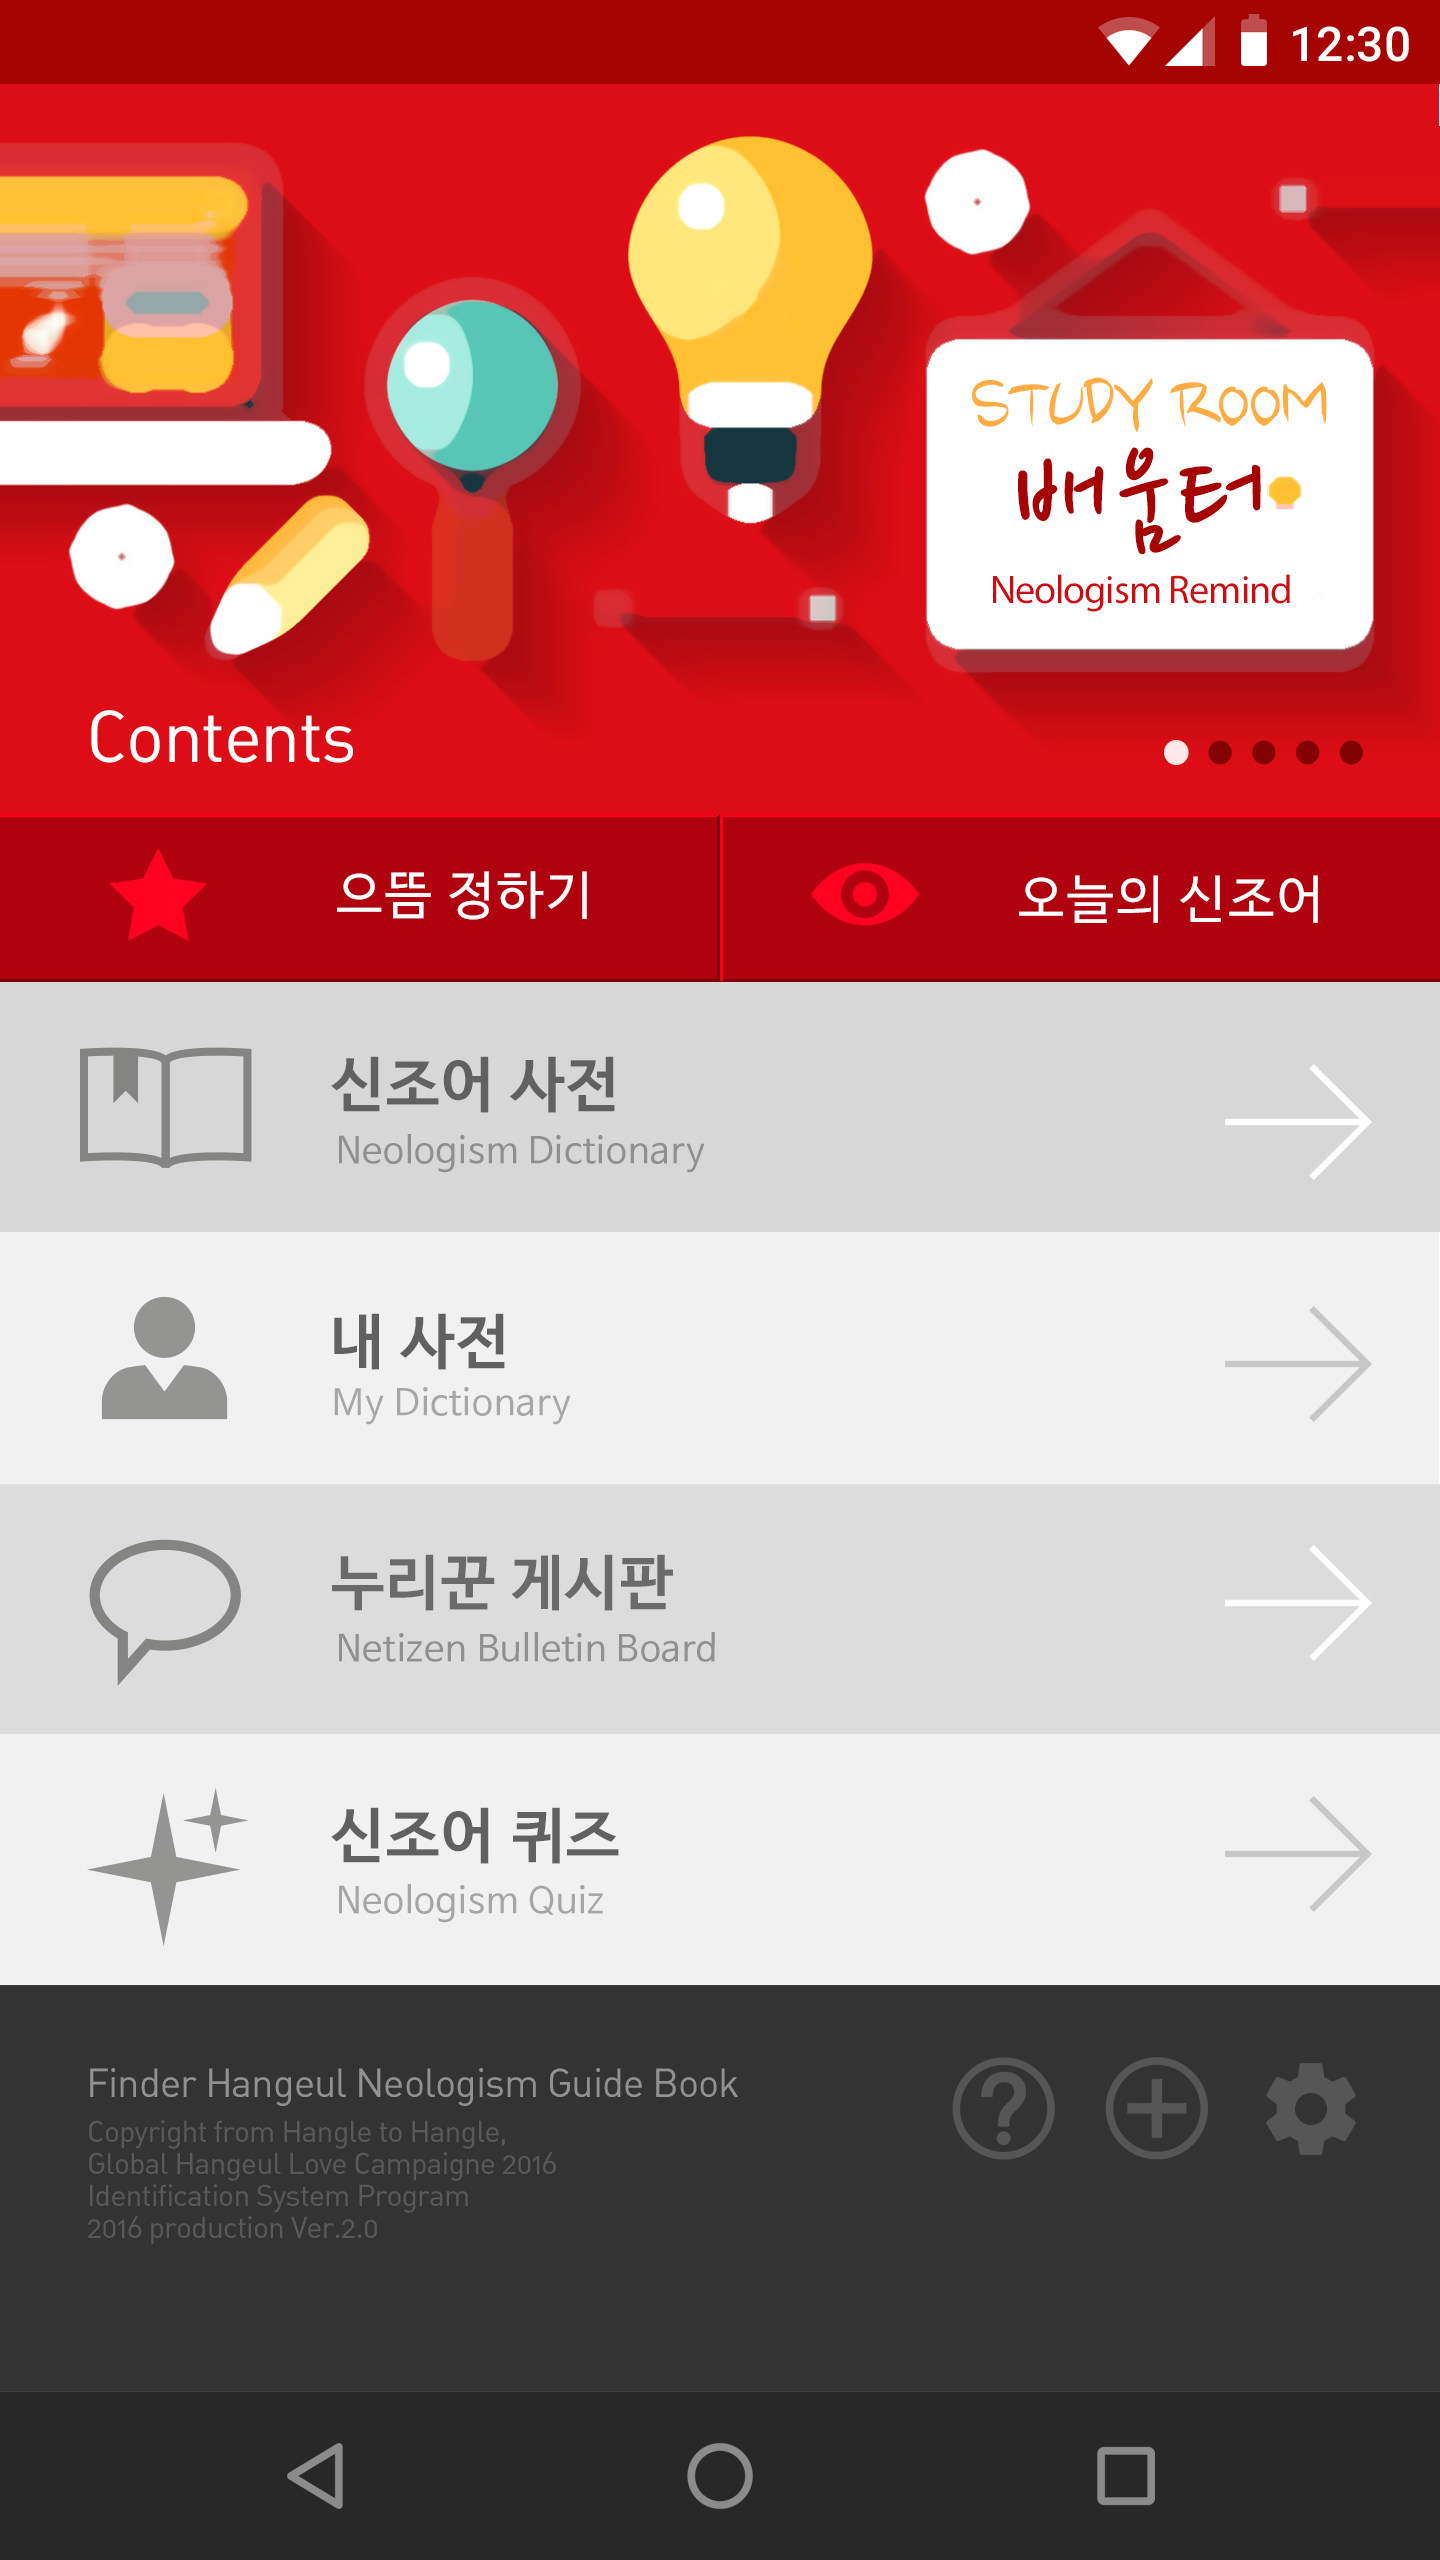 12:30
STUDY ROOM
배움터
Neologism Remind
Contents
으뜸 정하기
오늘의 신조어
신조어 사전
Neologism Dictionary
내 사전
My Dictionary
누리꾼 게시판
Netizen Bulletin Board
신조어 퀴즈
Neologism Quiz
Finder Hangeul Neologism Guide Book
Copyright from Hangle to Hangle,
Global Hangeul Love Campaigne 2016
Identification System Program
2016 production Ver.2.0